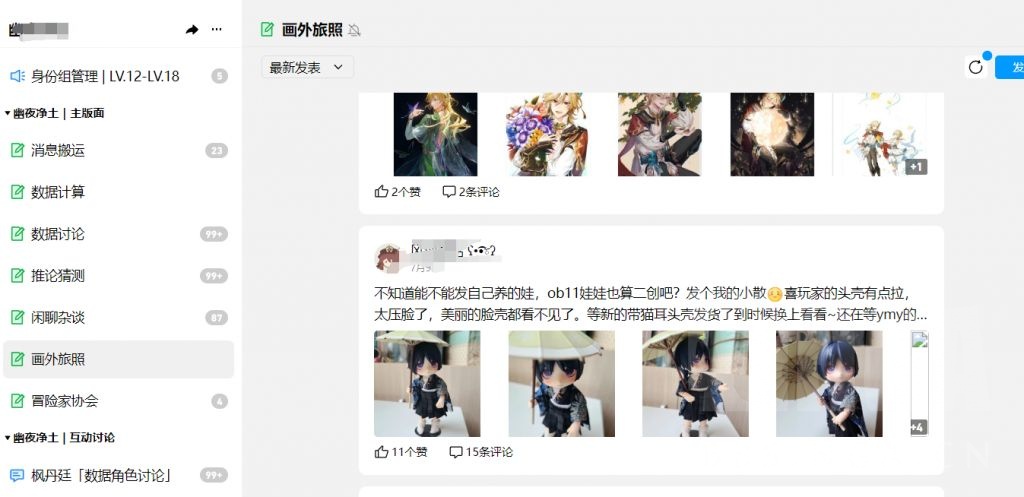 画外旅照
身份组管理 | LV.12-LV.18
5
最新发表
发
幽夜净土 | 主版面
消息搬运
23
+1
数据计算
2个赞
2条评论
数据讨论
99+
7月9
推论猜测
99+
不知道能不能发自己养的娃，ob11娃娃也算二创吧？发个我的小散🥺喜玩家的头壳有点拉，
闲聊杂谈
87
太压脸了，美丽的脸壳都看不见了。等新的带猫耳头壳发货了到时候换上看看~还在等ymy的...
画外旅照
冒险家协会
4
+4
幽夜净土 | 互动讨论
11个赞
15条评论
枫丹廷「数据角色讨论」
99+